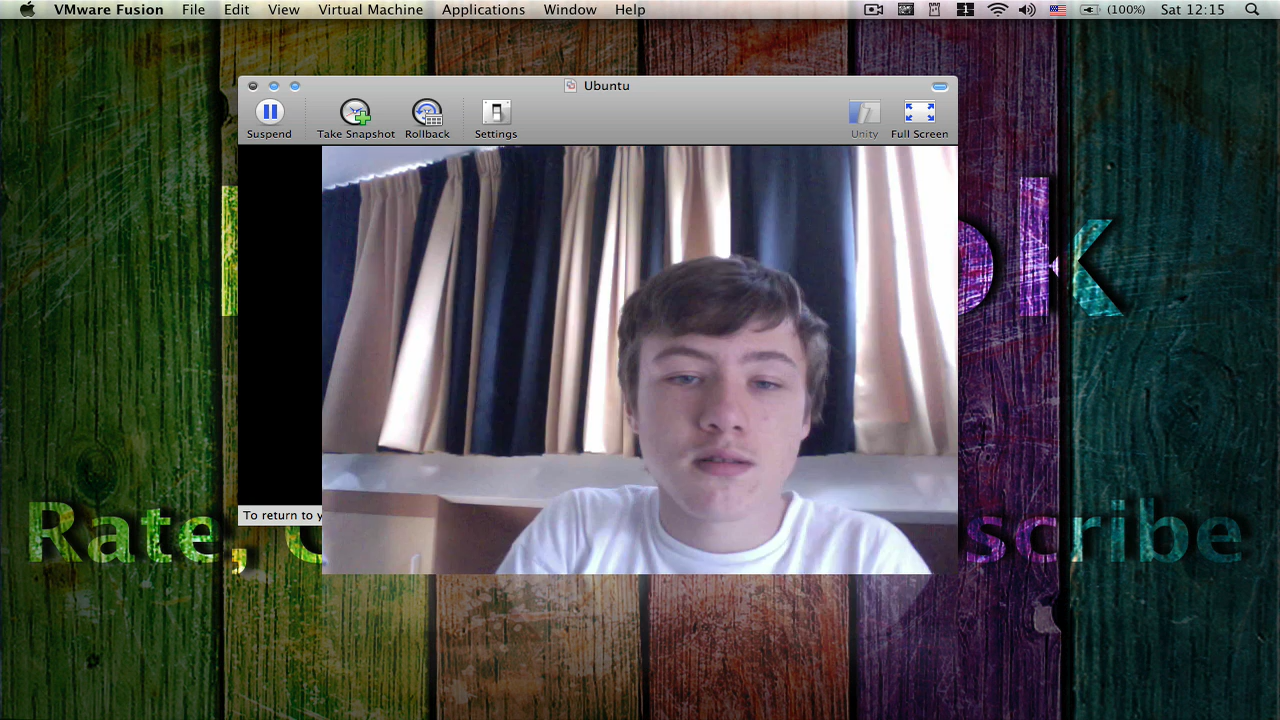 VMware Fusion File Edit View Virtual Machine Applications Window Help (100%) Sat 12:15
Ubuntu
Suspend Take Snapshot Rollback Settings Unity Full Screen
To return to y
Rate, scribe